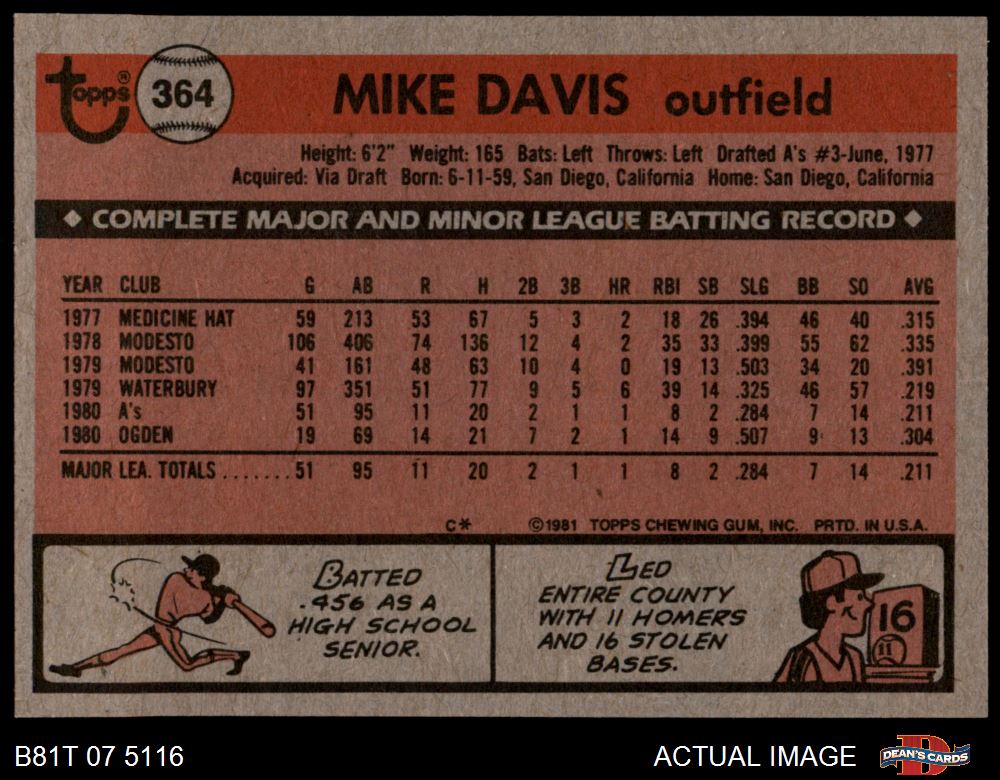 topps® 364 MIKE DAVIS outfield
Height: 6'2" Weight: 165 Bats: Left Throws: Left Drafted A's #3-June, 1977
Acquired: Via Draft Born: 6-11-59, San Diego, California Home: San Diego, California
◆ COMPLETE MAJOR AND MINOR LEAGUE BATTING RECORD ◆
YEAR CLUB G AB R H 2B 3B HR RBI SB SLG BB SO AVG
1977 MEDICINE HAT 59 213 53 67 5 3 2 18 26 .394 46 40 .315
1978 MODESTO 106 406 74 136 12 4 2 35 33 .399 55 62 .335
1979 MODESTO 41 161 48 63 10 4 0 19 13 .503 34 20 .391
1979 WATERBURY 97 351 51 77 9 5 6 39 14 .325 46 57 .219
1980 A's 51 95 11 20 2 1 1 8 2 .284 7 14 .211
1980 OGDEN 19 69 14 21 7 2 1 14 9 .507 9 13 .304
MAJOR LEA. TOTALS .......51 95 11 20 2 1 1 8 2 .284 7 14 .211
C* ©1981 TOPPS CHEWING GUM, INC. PRTD. IN U.S.A.
BATTED
.456 AS A
HIGH SCHOOL
SENIOR.
LED
ENTIRE COUNTY
WITH 11 HOMERS
AND 16 STOLEN
BASES.
16
11
B81T 07 5116 ACTUAL IMAGE DEAN'S CARDS